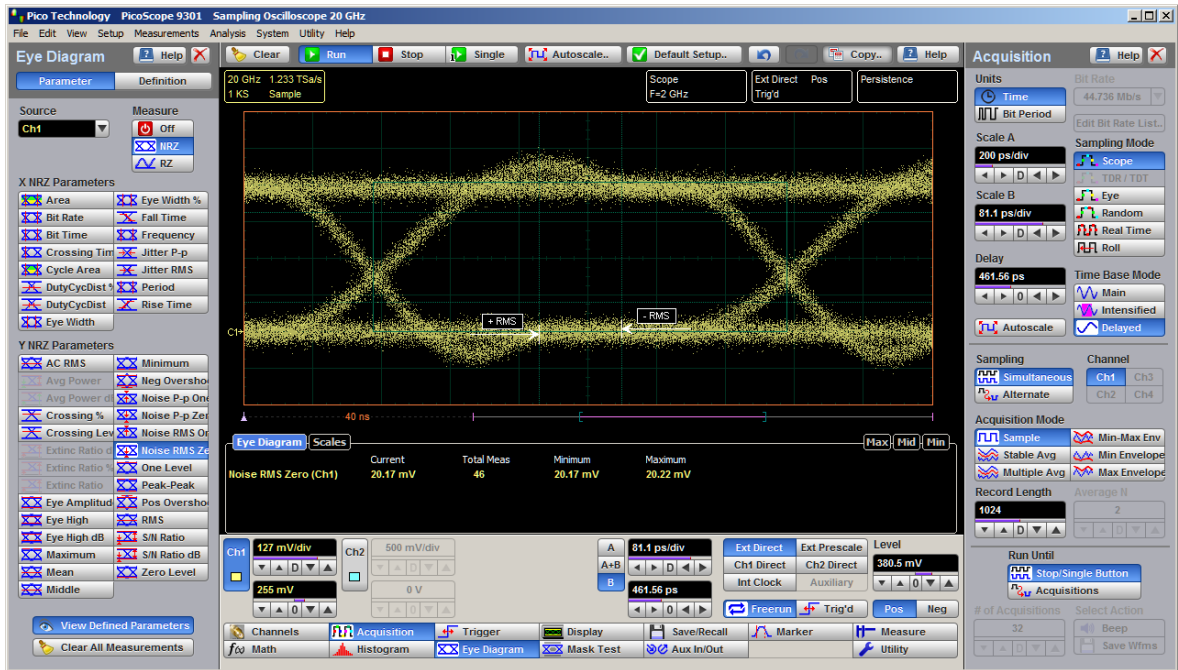 Pico Technology PicoScope 9301 Sampling Oscilloscope 20 GHz
File Edit View Setup Measurements Analysis System Utility Help
Eye Diagram Help
Parameter Definition
Source Measure
Ch1 Off
NRZ
RZ
X NRZ Parameters
Area Eye Width %
Bit Rate Fall Time
Bit Time Frequency
Crossing Tim Jitter P-p
Cycle Area Jitter RMS
DutyCycDist % Period
DutyCycDist Rise Time
Eye Width
Y NRZ Parameters
AC RMS Minimum
Avg Power Neg Oversho
Avg Power d Noise P-p One
Crossing % Noise P-p Zer
Crossing Lev Noise RMS On
Extinc Ratio d Noise RMS Ze
Extinc Ratio % One Level
Extinc Ratio Peak-Peak
Eye Amplitud Pos Oversho
Eye High RMS
Eye High dB S/N Ratio
Maximum S/N Ratio dB
Mean Zero Level
Middle
View Defined Parameters
Clear All Measurements
Clear Run Stop Single Autoscale.. Default Setup.. Copy.. Help
20 GHz 1.233 TSa/s
1 KS Sample
Scope
F=2 GHz
Ext Direct Pos
Trig'd
Persistence
C1
+ RMS
- RMS
40 ns
Eye Diagram Scales Max Mid Min
Current Total Meas Minimum Maximum
Noise RMS Zero (Ch1) 20.17 mV 46 20.17 mV 20.22 mV
Ch1 127 mV/div Ch2 500 mV/div
D D
255 mV 0 V
0 0
A 81.1 ps/div
A+B D
B 461.56 ps
0
Ext Direct Ext Prescale Level
Ch1 Direct Ch2 Direct 380.5 mV
Int Clock Auxiliary 0
Freerun Trig'd Pos Neg
Channels Acquisition Trigger Display Save/Recall Marker Measure
f(x) Math Histogram Eye Diagram Mask Test Aux In/Out Utility
Acquisition Help
Units Bit Rate
Time 44.736 Mb/s
Bit Period Edit Bit Rate List..
Scale A Sampling Mode
200 ps/div Scope
D TDR / TDT
Scale B Eye
81.1 ps/div Random
D Real Time
Roll
Delay
461.56 ps Time Base Mode
0 Main
Intensified
Autoscale Delayed
Sampling Channel
Simultaneous Ch1 Ch3
Alternate Ch2 Ch4
Acquisition Mode
Sample Min-Max Env
Stable Avg Min Envelope
Multiple Avg Max Envelope
Record Length Average N
1024 2
D D
Run Until
Stop/Single Button
Acquisitions
# of Acquisitions Select Action
32 Beep
D Save Wfms